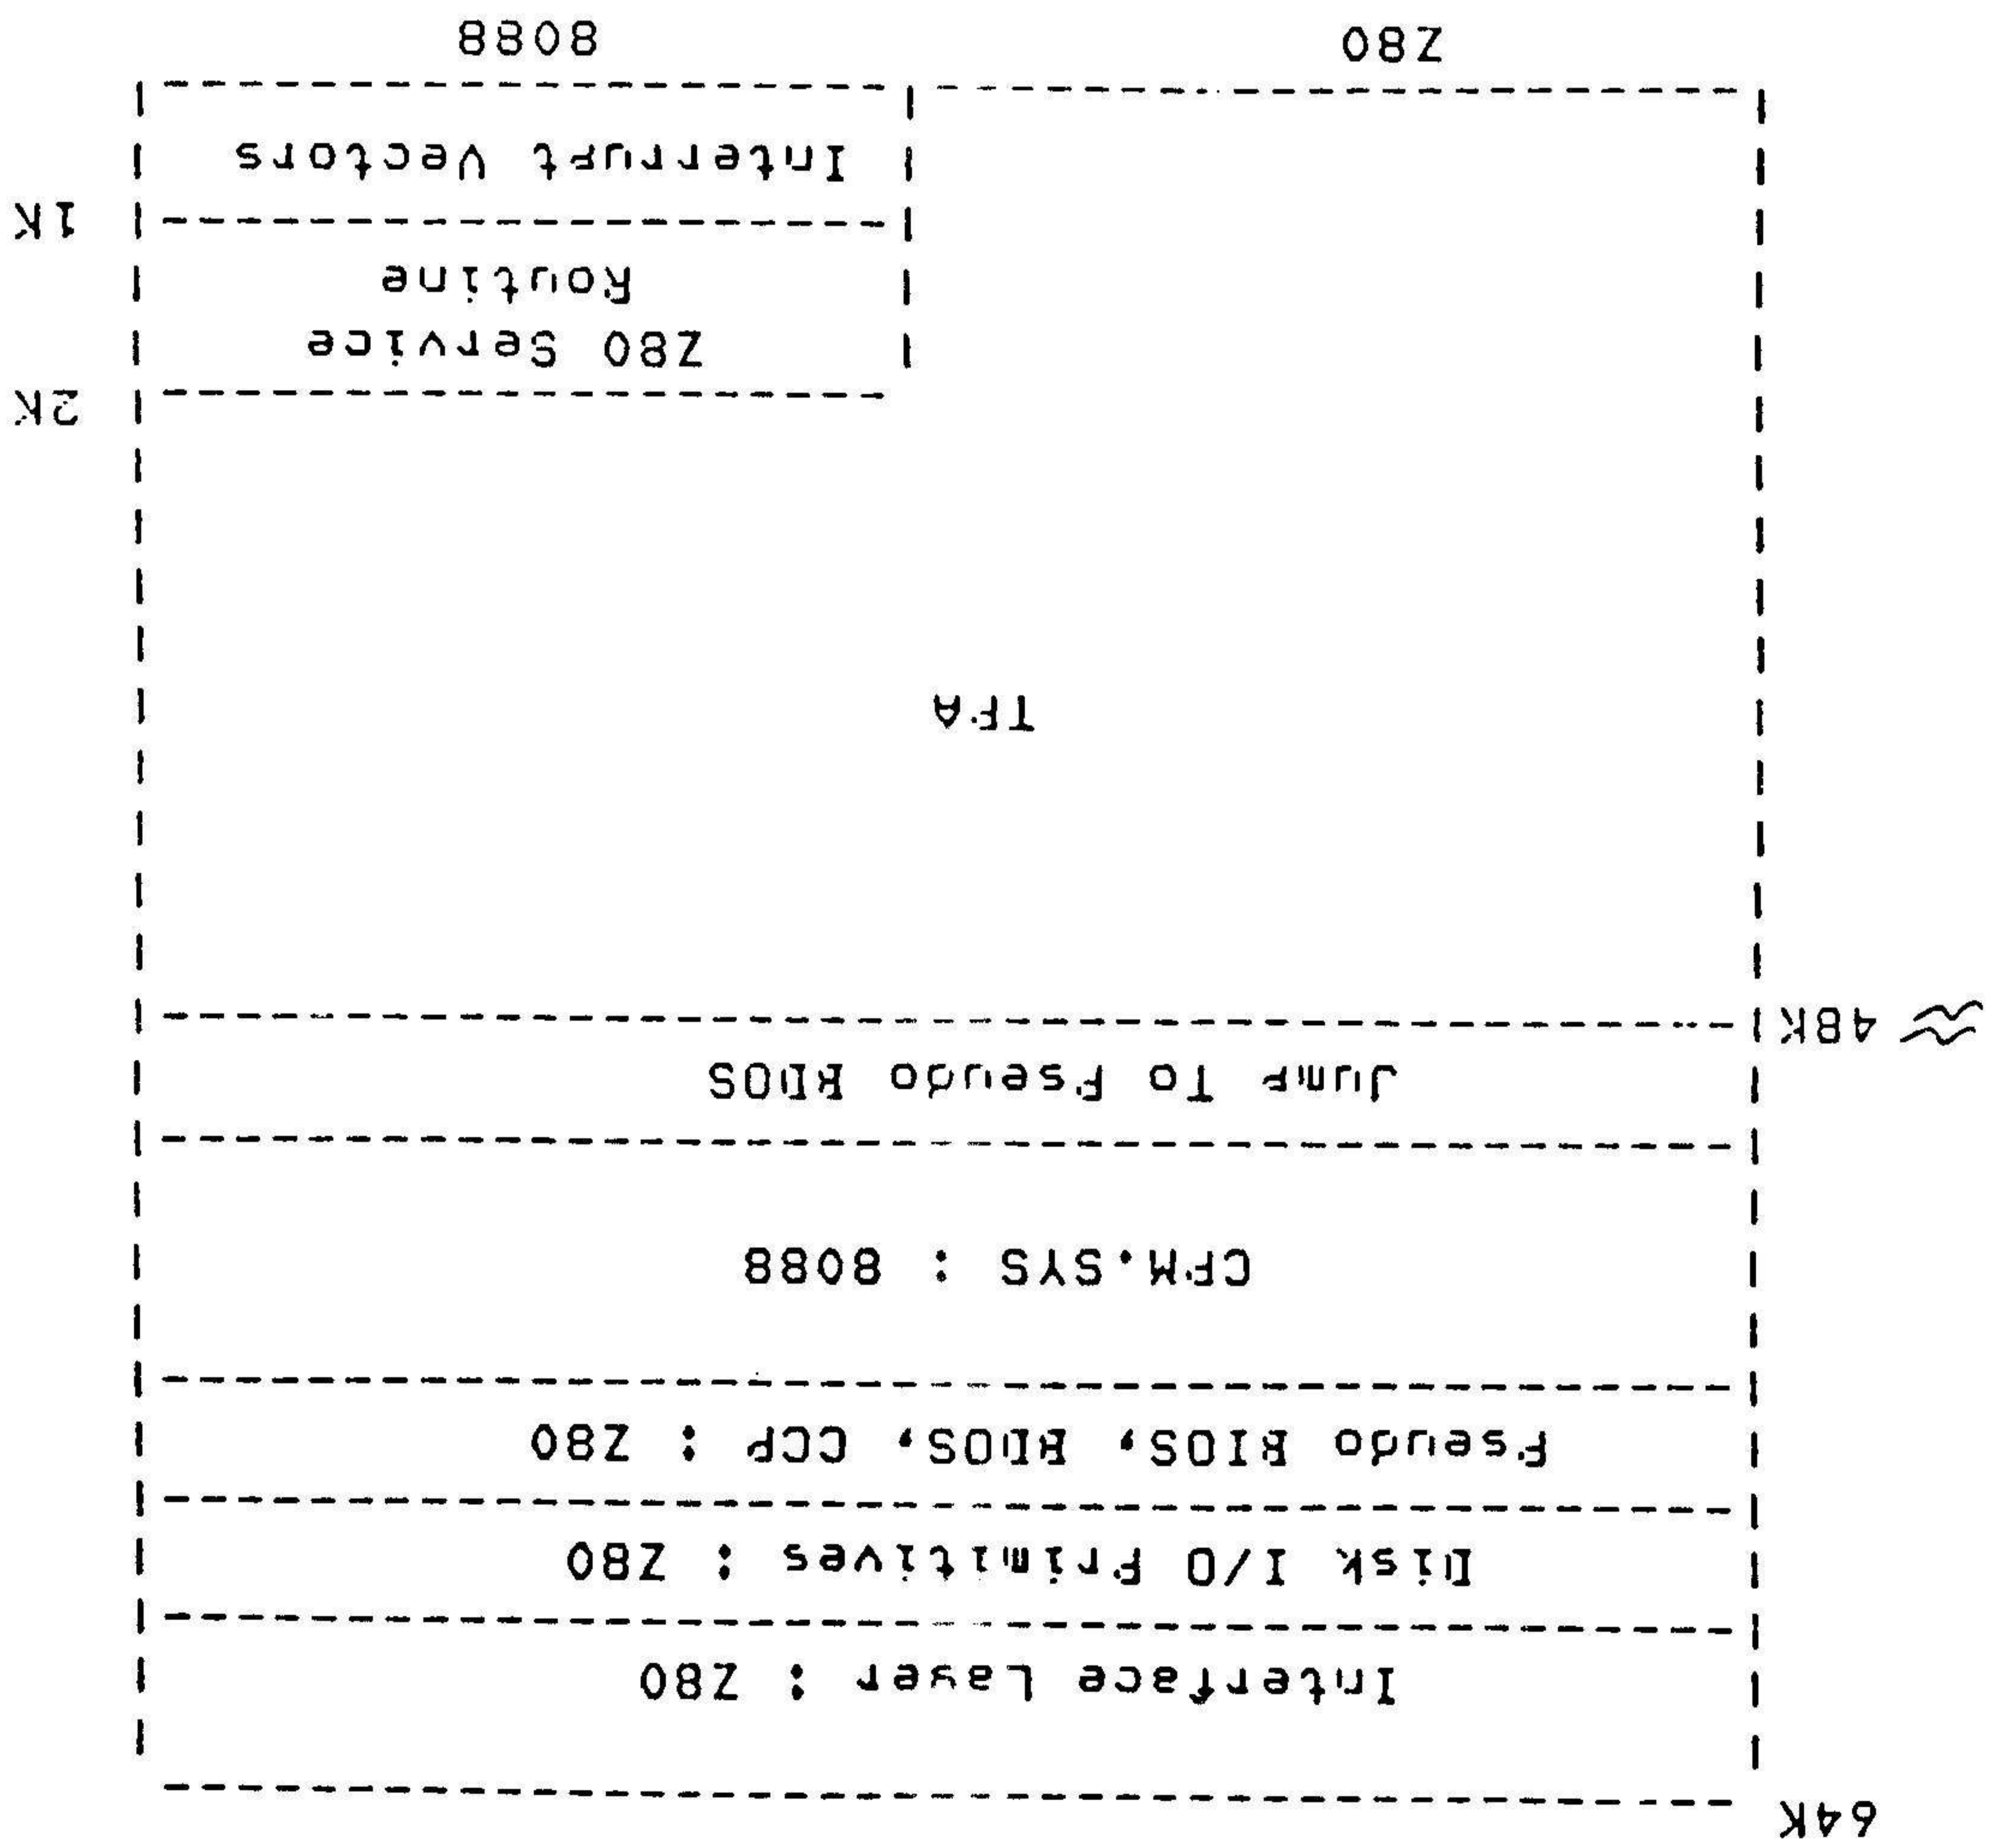 64K
Interface Layer : Z80
Disk I/O Primitives : Z80
Pseudo BIOS, BDOS, CCP : Z80
CPM.SYS : 8088
Jump To Pseudo BDOS
≈ 48K
TPA
2K
Z80 Service
Routine
1K
Interrupt Vectors
Z80 8088